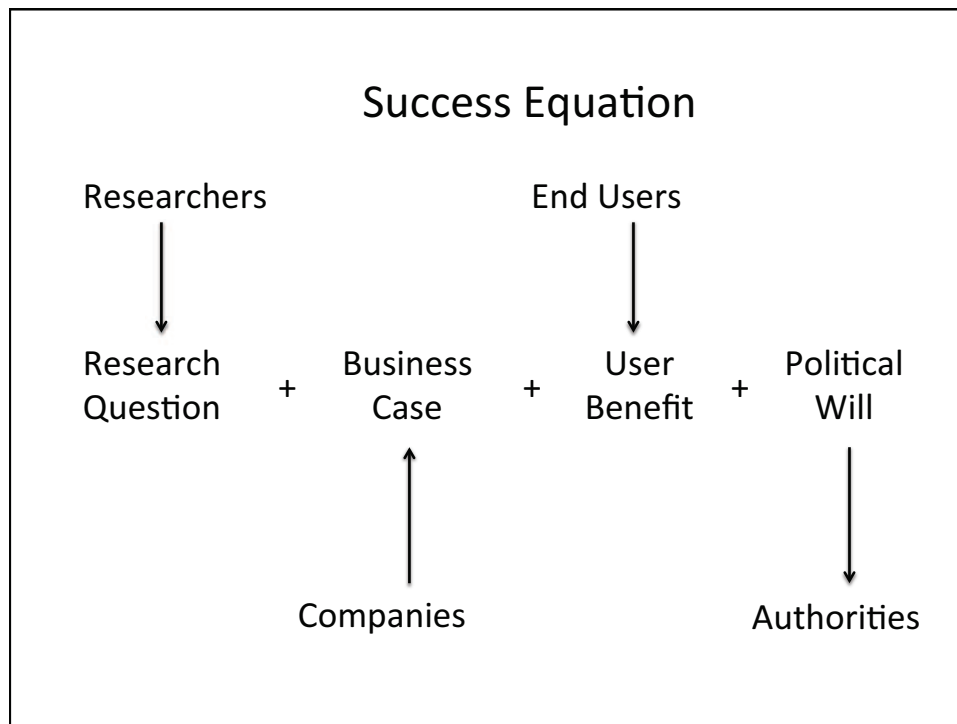 Success Equation
Researchers End Users
Research Business User Political
Question + Case + Benefit + Will
Companies Authorities